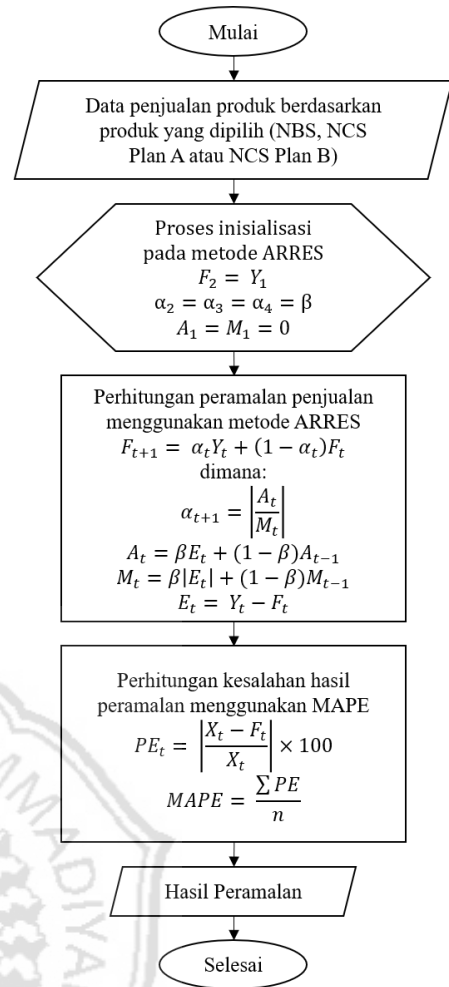 Mulai
Data penjualan produk berdasarkan
produk yang dipilih (NBS, NCS
Plan A atau NCS Plan B)
Proses inisialisasi
pada metode ARRES
F₂ = Y₁
α₂ = α₃ = α₄ = β
A₁ = M₁ = 0
Perhitungan peramalan penjualan
menggunakan metode ARRES
Fₜ₊₁ = αₜYₜ + (1 − αₜ)Fₜ
dimana:
αₜ₊₁ = |Aₜ/Mₜ|
Aₜ = βEₜ + (1 − β)Aₜ₋₁
Mₜ = β|Eₜ| + (1 − β)Mₜ₋₁
Eₜ = Yₜ − Fₜ
Perhitungan kesalahan hasil
peramalan menggunakan MAPE
PEₜ = |(Xₜ − Fₜ)/Xₜ| × 100
MAPE = ∑ PE/n
Hasil Peramalan
Selesai